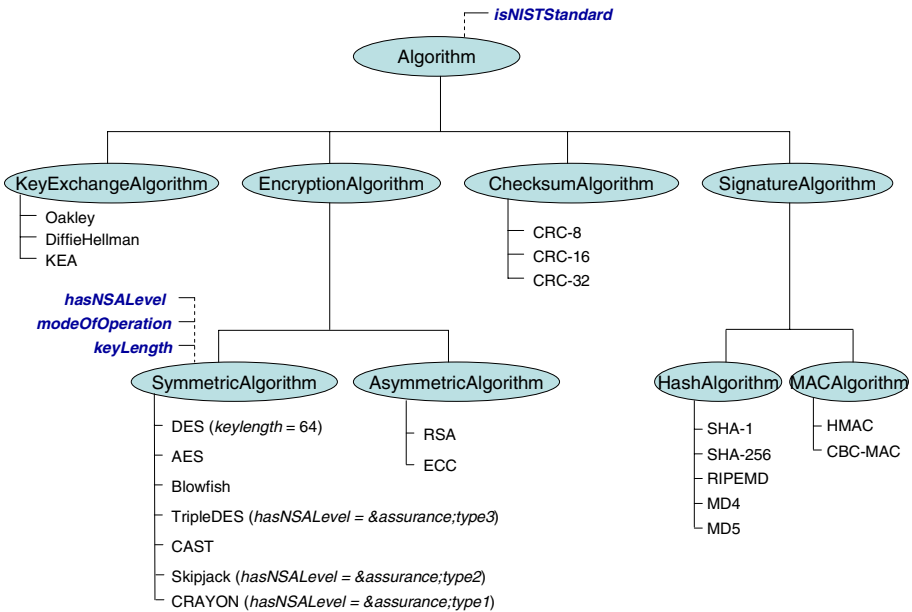 isNISTStandard
Algorithm
KeyExchangeAlgorithm
EncryptionAlgorithm
ChecksumAlgorithm
SignatureAlgorithm
Oakley
DiffieHellman
KEA
CRC-8
CRC-16
CRC-32
hasNSALevel
modeOfOperation
keyLength
SymmetricAlgorithm
AsymmetricAlgorithm
HashAlgorithm
MACAlgorithm
DES (keylength = 64)
AES
Blowfish
TripleDES (hasNSALevel = &assurance;type3)
CAST
Skipjack (hasNSALevel = &assurance;type2)
CRAYON (hasNSALevel = &assurance;type1)
RSA
ECC
SHA-1
SHA-256
RIPEMD
MD4
MD5
HMAC
CBC-MAC